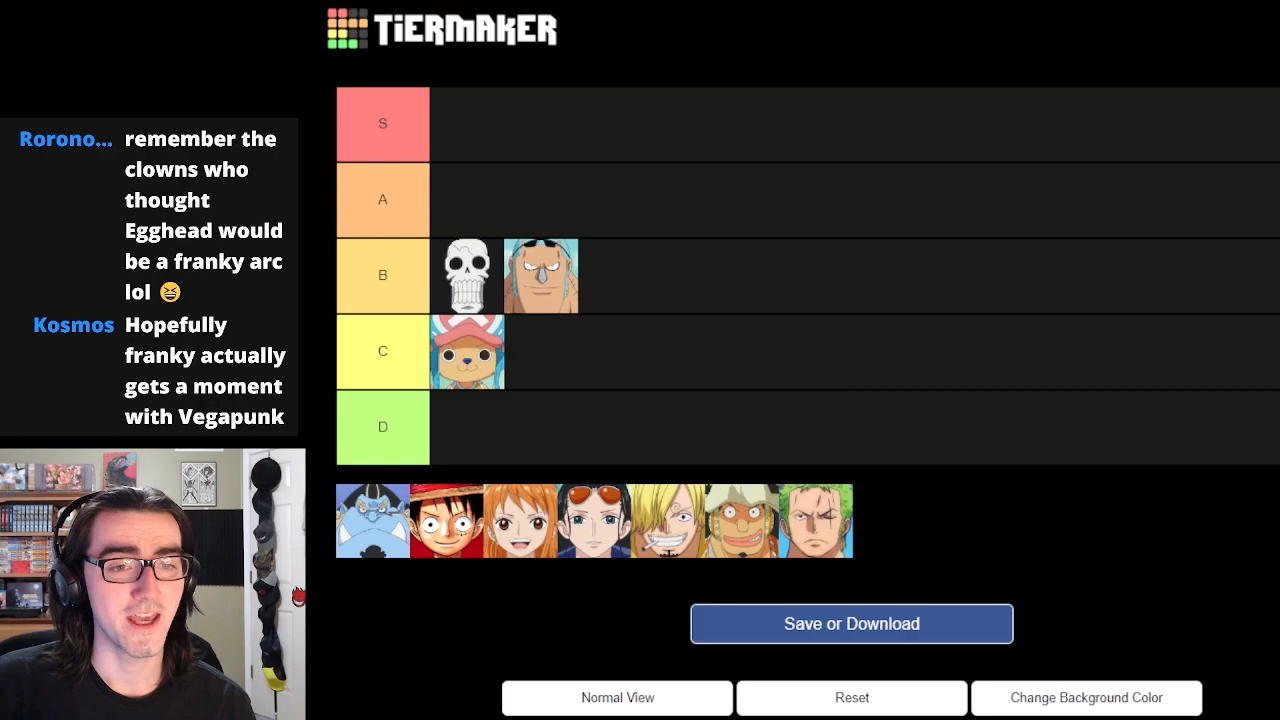 TiERMAKER
Rorono... remember the
clowns who
thought
Egghead would
be a franky arc
lol 😆
Kosmos Hopefully
franky actually
gets a moment
with Vegapunk
S
A
B
C
D
Save or Download
Normal View
Reset
Change Background Color